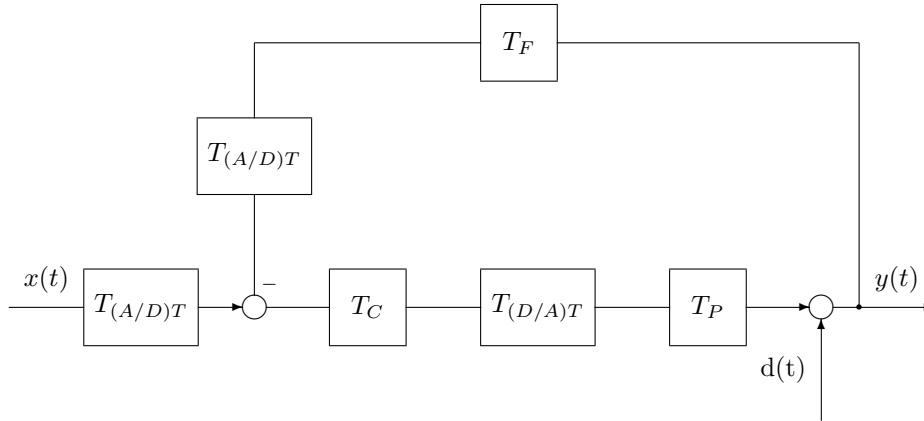 T_F
T_{(A/D)T}
–
x(t)
T_{(A/D)T}
T_C
T_{(D/A)T}
T_P
y(t)
d(t)